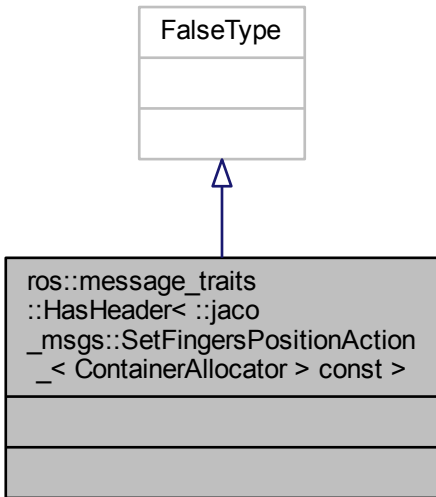 FalseType
ros::message_traits
::HasHeader< ::jaco
_msgs::SetFingersPositionAction
_< ContainerAllocator > const >